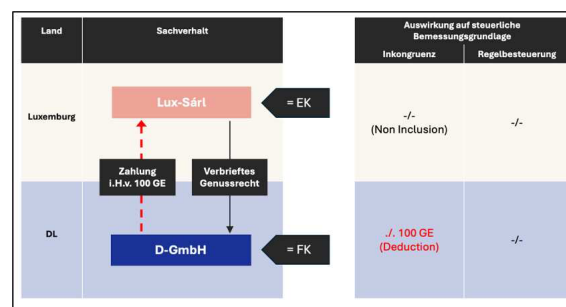 Land
Sachverhalt
Auswirkung auf steuerliche
Bemessungsgrundlage
Inkongruenz
Regelbesteuerung
Luxemburg
Lux-Sárl
= EK
-/-
(Non Inclusion)
-/-
Zahlung
i.H.v. 100 GE
Verbrieftes
Genussrecht
DL
D-GmbH
= FK
./. 100 GE
(Deduction)
-/-